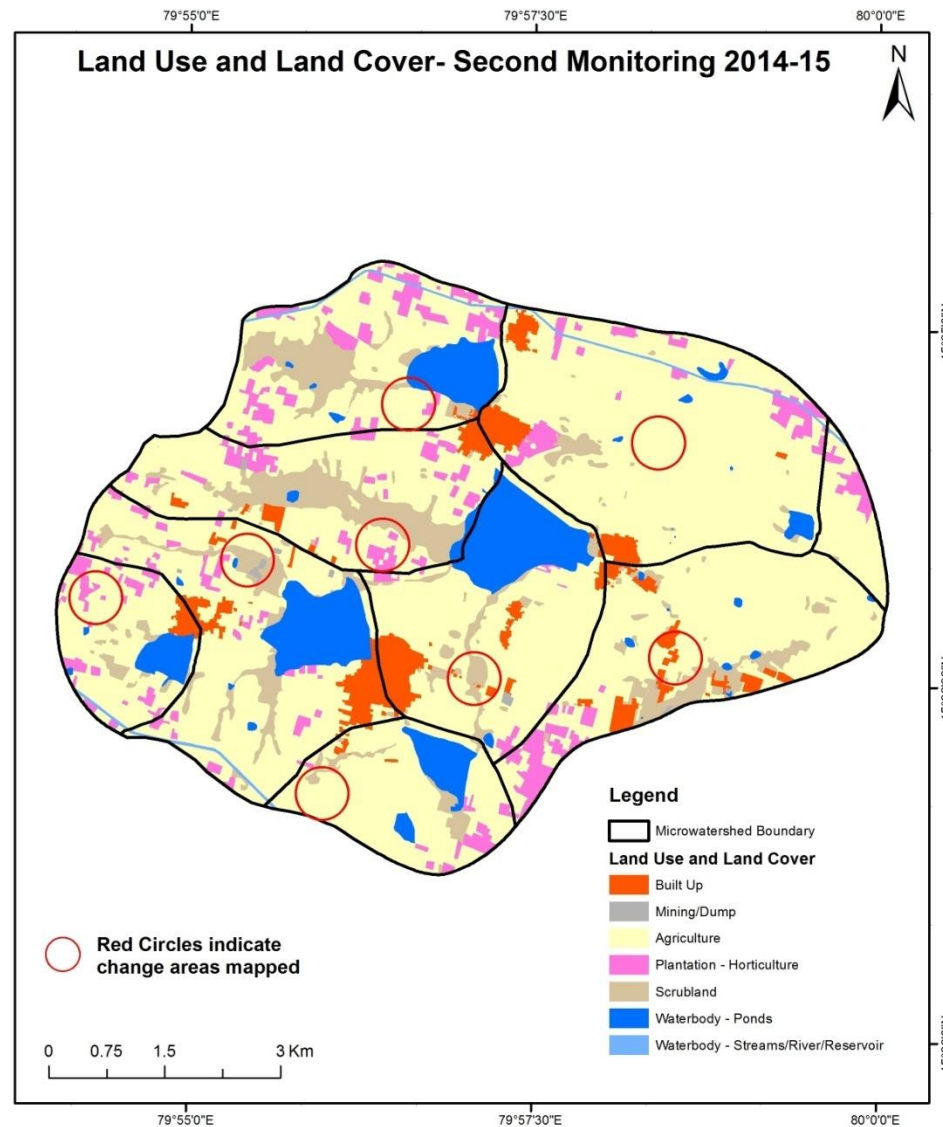 79°55'0"E
79°57'30"E
80°0'0"E
Land Use and Land Cover- Second Monitoring 2014-15
N
Legend
Microwatershed Boundary
Land Use and Land Cover
Built Up
Mining/Dump
Agriculture
Plantation - Horticulture
Scrubland
Waterbody - Ponds
Waterbody - Streams/River/Reservoir
Red Circles indicate
change areas mapped
0 0.75 1.5 3 Km
79°55'0"E
79°57'30"E
80°0'0"E